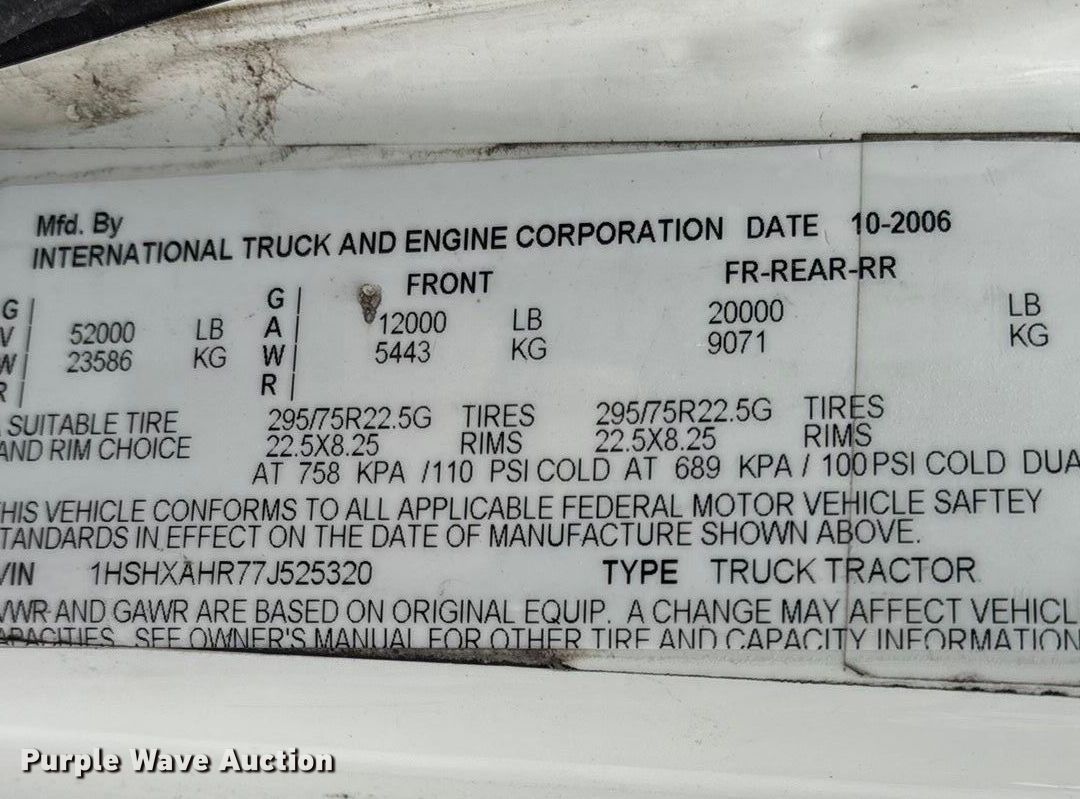 Mfd. By
INTERNATIONAL TRUCK AND ENGINE CORPORATION DATE 10-2006
FRONT FR-REAR-RR
G V W R 52000 LB 23586 KG
G A W R 12000 LB 20000 LB
5443 KG 9071 KG
SUITABLE TIRE 295/75R22.5G TIRES 295/75R22.5G TIRES
AND RIM CHOICE 22.5X8.25 RIMS 22.5X8.25 RIMS
AT 758 KPA /110 PSI COLD AT 689 KPA / 100 PSI COLD DUA
HIS VEHICLE CONFORMS TO ALL APPLICABLE FEDERAL MOTOR VEHICLE SAFTEY
TANDARDS IN EFFECT ON THE DATE OF MANUFACTURE SHOWN ABOVE.
VIN 1HSHXAHR77J525320 TYPE TRUCK TRACTOR
VWR AND GAWR ARE BASED ON ORIGINAL EQUIP. A CHANGE MAY AFFECT VEHICL
APACITIES. SEE OWNER'S MANUAL FOR OTHER TIRE AND CAPACITY INFORMATION
Purple Wave Auction